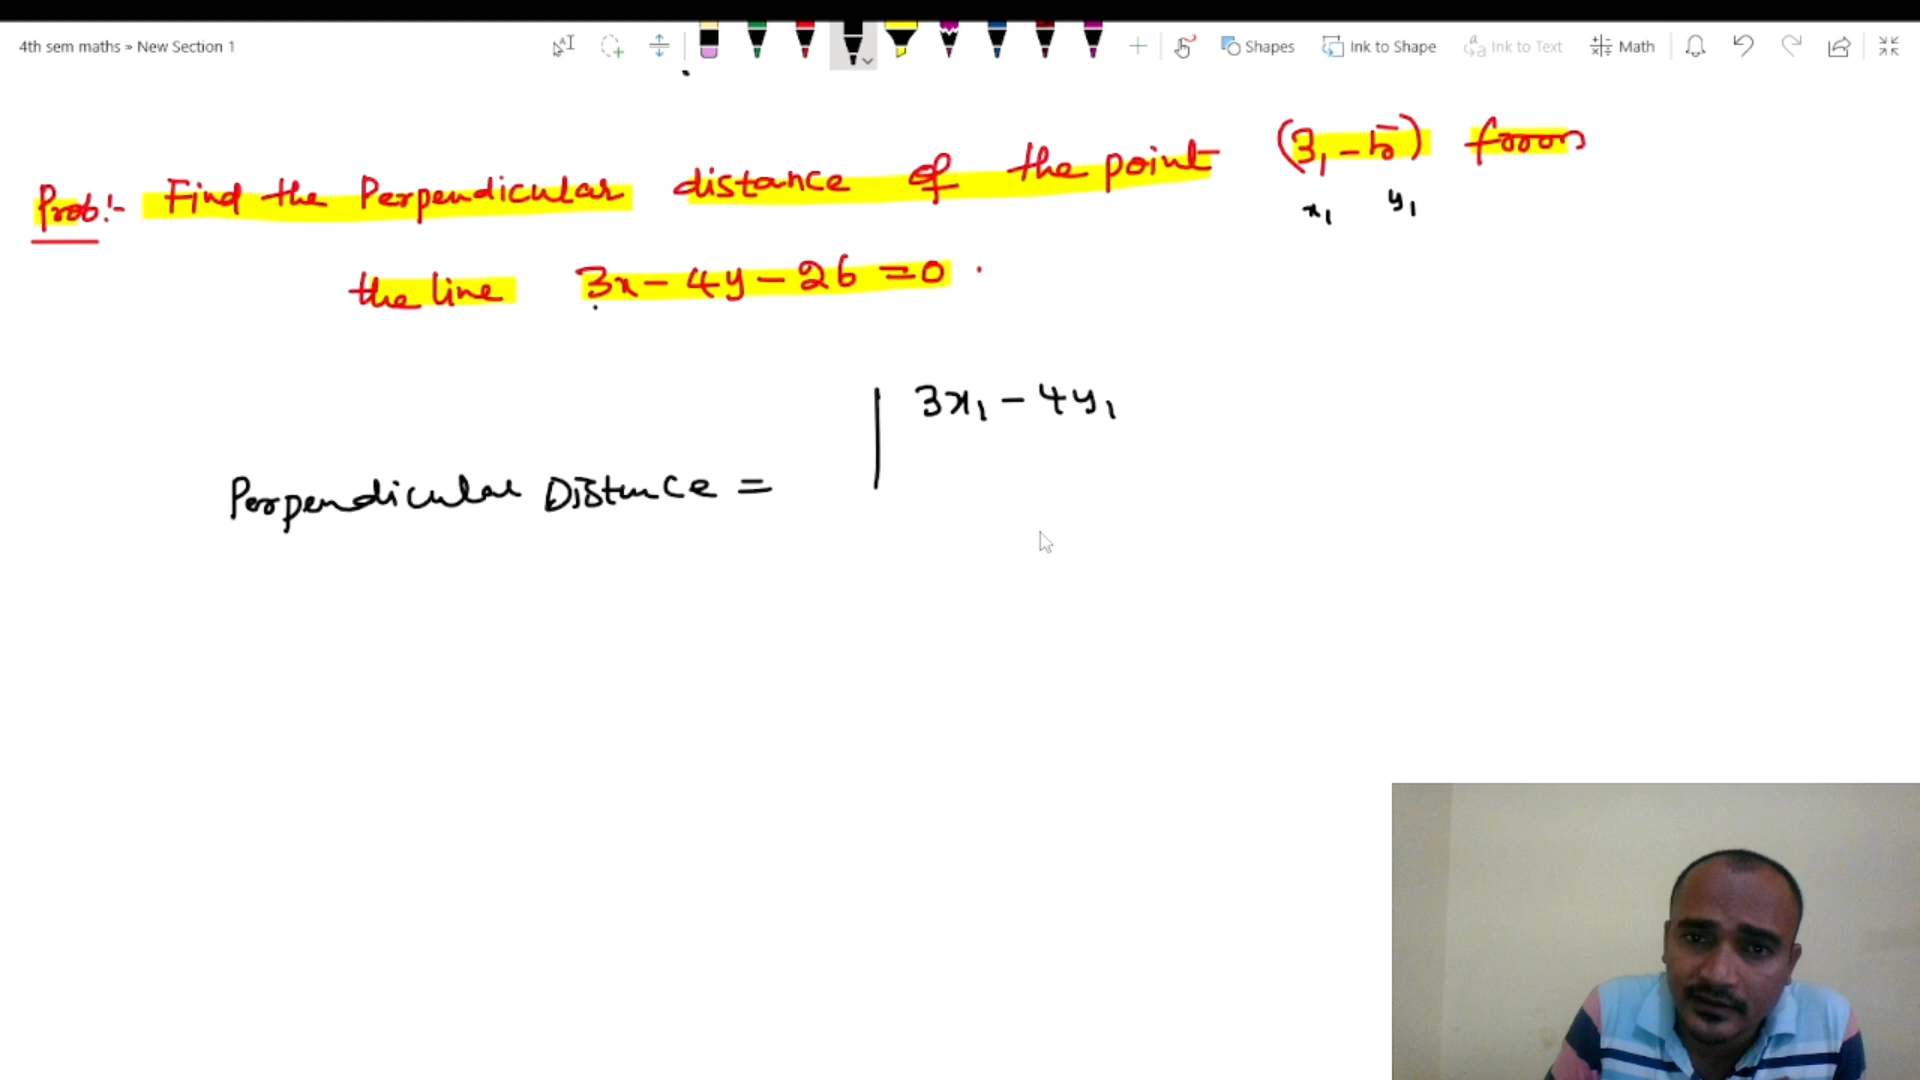 4th sem maths » New Section 1
Shapes Ink to Shape Ink to Text Math
Prob:- Find the Perpendicular distance of the point (3, -5) from
x₁ y₁
the line 3x - 4y - 26 = 0 .
| 3x₁ - 4y₁
Perpendicular Distance =